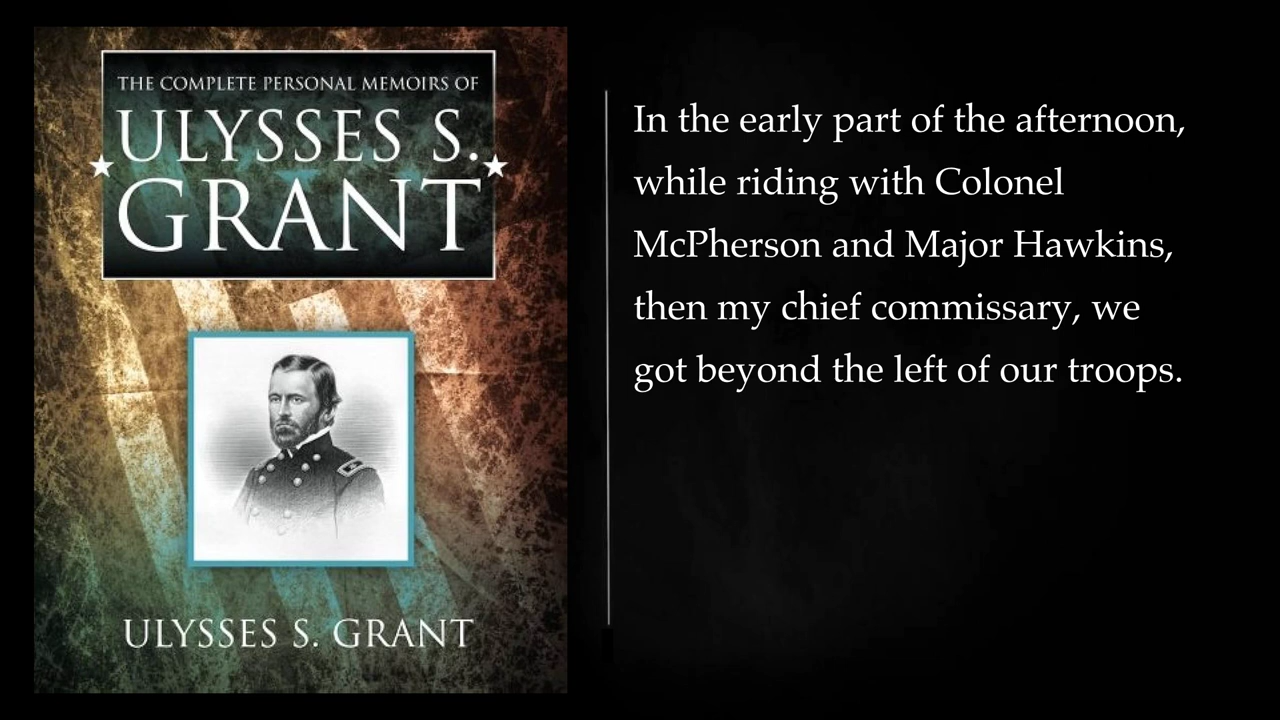 THE COMPLETE PERSONAL MEMOIRS OF
ULYSSES S.
GRANT
ULYSSES S. GRANT
In the early part of the afternoon,
while riding with Colonel
McPherson and Major Hawkins,
then my chief commissary, we
got beyond the left of our troops.